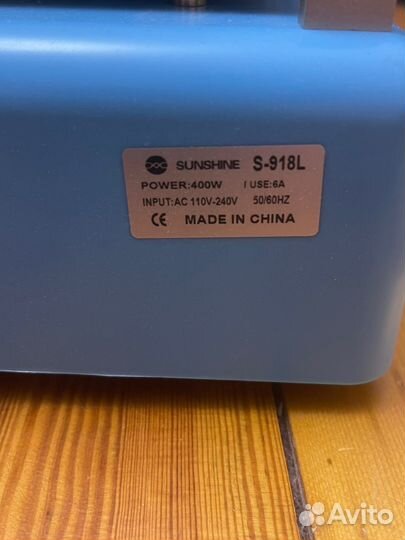 SUNSHINE S-918L
POWER:400W / USE:6A
INPUT:AC 110V-240V 50/60HZ
CE MADE IN CHINA
Avito